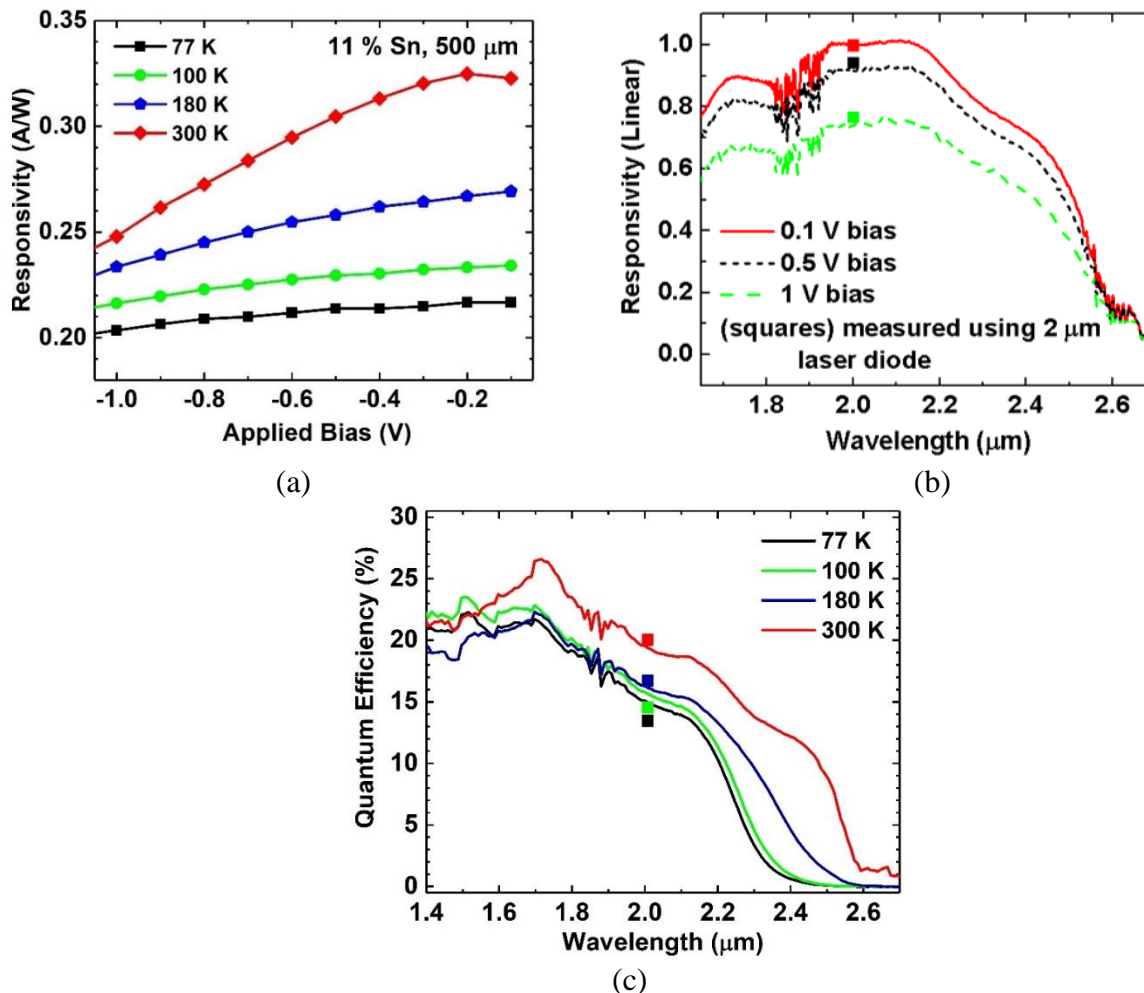 0.35
0.30
0.25
0.20
Responsivity (A/W)
77 K
100 K
180 K
300 K
11 % Sn, 500 μm
-1.0 -0.8 -0.6 -0.4 -0.2
Applied Bias (V)
(a)
1.0
0.8
0.6
0.4
0.2
0.0
Responsivity (Linear)
0.1 V bias
0.5 V bias
1 V bias
(squares) measured using 2 μm
laser diode
1.8 2.0 2.2 2.4 2.6
Wavelength (μm)
(b)
30
25
20
15
10
5
0
Quantum Efficiency (%)
77 K
100 K
180 K
300 K
1.4 1.6 1.8 2.0 2.2 2.4 2.6
Wavelength (μm)
(c)